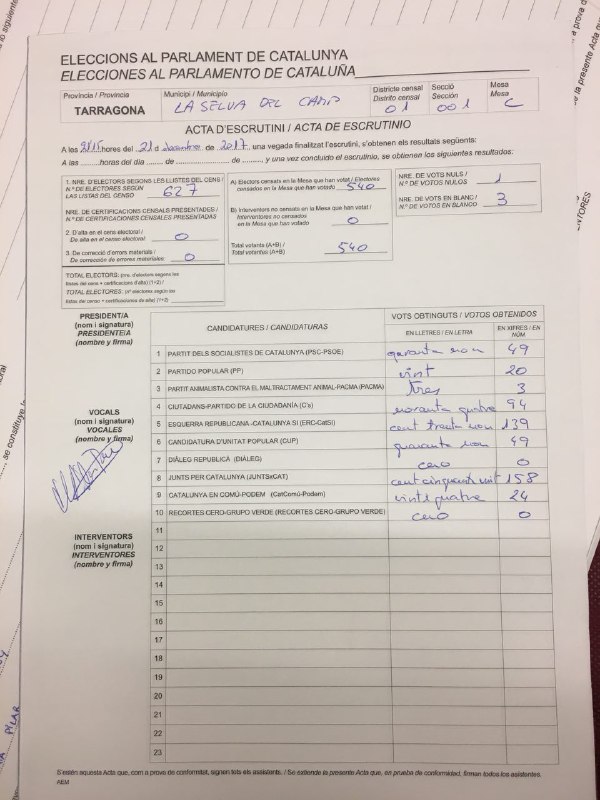 ELECCIONS AL PARLAMENT DE CATALUNYA
ELECCIONES AL PARLAMENTO DE CATALUÑA
Província / Provincia
TARRAGONA
Municipi / Municipio
LA SELVA DEL CAMP
Districte censal
Distrito censal
01
Secció
Sección
001
Mesa
Mesa
C
ACTA D'ESCRUTINI / ACTA DE ESCRUTINIO
A les 21'15 hores del 21 d desembre de 2017, una vegada finalitzat l'escrutini, s'obtenen els resultats següents:
A las horas del día de de y una vez concluido el escrutinio, se obtienen los siguientes resultados:
1. NRE. D'ELECTORS SEGONS LES LLISTES DEL CENS /
N.º DE ELECTORES SEGÚN
LAS LISTAS DEL CENSO
627
NRE. DE CERTIFICACIONS CENSALS PRESENTADES /
N.º DE CERTIFICACIONES CENSALES PRESENTADAS
2. D'alta en el cens electoral /
De alta en el censo electoral:
0
3. De correcció d'errors materials /
De corrección de errores materiales:
0
TOTAL ELECTORS: (nre. d'electors segons les
llistes del cens + certificacions d'alta) (1+2) /
TOTAL ELECTORES: (n.º electores según las
listas del censo + certificaciones de alta) (1+2)
A) Electors censats en la Mesa que han votat / Electores
censados en la Mesa que han votado
540
B) Interventors no censats en la Mesa que han votat /
Interventores no censados
en la Mesa que han votado
0
Total votants (A+B) /
Total votantes (A+B)
540
NRE. DE VOTS NULS /
N.º DE VOTOS NULOS
1
NRE. DE VOTS EN BLANC /
N.º DE VOTOS EN BLANCO
3
PRESIDENT/A
(nom i signatura)
PRESIDENTE/A
(nombre y firma)
VOCALS
(nom i signatura)
VOCALES
(nombre y firma)
INTERVENTORS
(nom i signatura)
INTERVENTORES
(nombre y firma)
CANDIDATURES / CANDIDATURAS
VOTS OBTINGUTS / VOTOS OBTENIDOS
EN LLETRES / EN LETRA
EN XIFRES / EN NÚM
1 PARTIT DELS SOCIALISTES DE CATALUNYA (PSC-PSOE) quaranta nou 49
2 PARTIDO POPULAR (PP) vint 20
3 PARTIT ANIMALISTA CONTRA EL MALTRACTAMENT ANIMAL-PACMA (PACMA) tres 3
4 CIUTADANS-PARTIDO DE LA CIUDADANÍA (C's) noranta quatre 94
5 ESQUERRA REPUBLICANA -CATALUNYA SÍ (ERC-CatSí) cent trenta nou 139
6 CANDIDATURA D'UNITAT POPULAR (CUP) quaranta nou 49
7 DIÀLEG REPUBLICÀ (DIÀLEG) cero 0
8 JUNTS PER CATALUNYA (JUNTSxCAT) cent cinquanta vuit 158
9 CATALUNYA EN COMÚ-PODEM (CatComú-Podem) vint i quatre 24
10 RECORTES CERO-GRUPO VERDE (RECORTES CERO-GRUPO VERDE) cero 0
11
12
13
14
15
16
17
18
19
20
21
22
23
S'estén aquesta Acta que, com a prova de conformitat, signen tots els assistents. / Se extiende la presente Acta que, en prueba de conformidad, firman todos los asistentes.
AEM